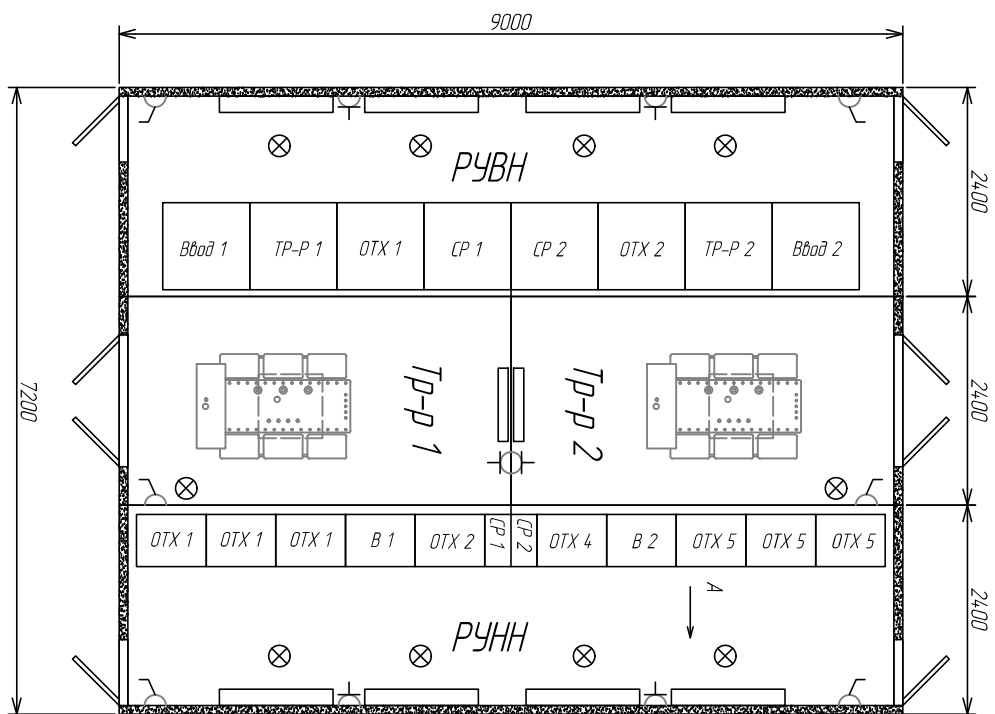 9000
РУВН
2400
Ввод 1
ТР-Р 1
ОТХ 1
СР 1
СР 2
ОТХ 2
ТР-Р 2
Ввод 2
7200
Тр-р 1
Тр-р 2
2400
ОТХ 1
ОТХ 1
ОТХ 1
В 1
ОТХ 2
СР 1
СР 2
ОТХ 4
В 2
ОТХ 5
ОТХ 5
ОТХ 5
А
2400
РУНН